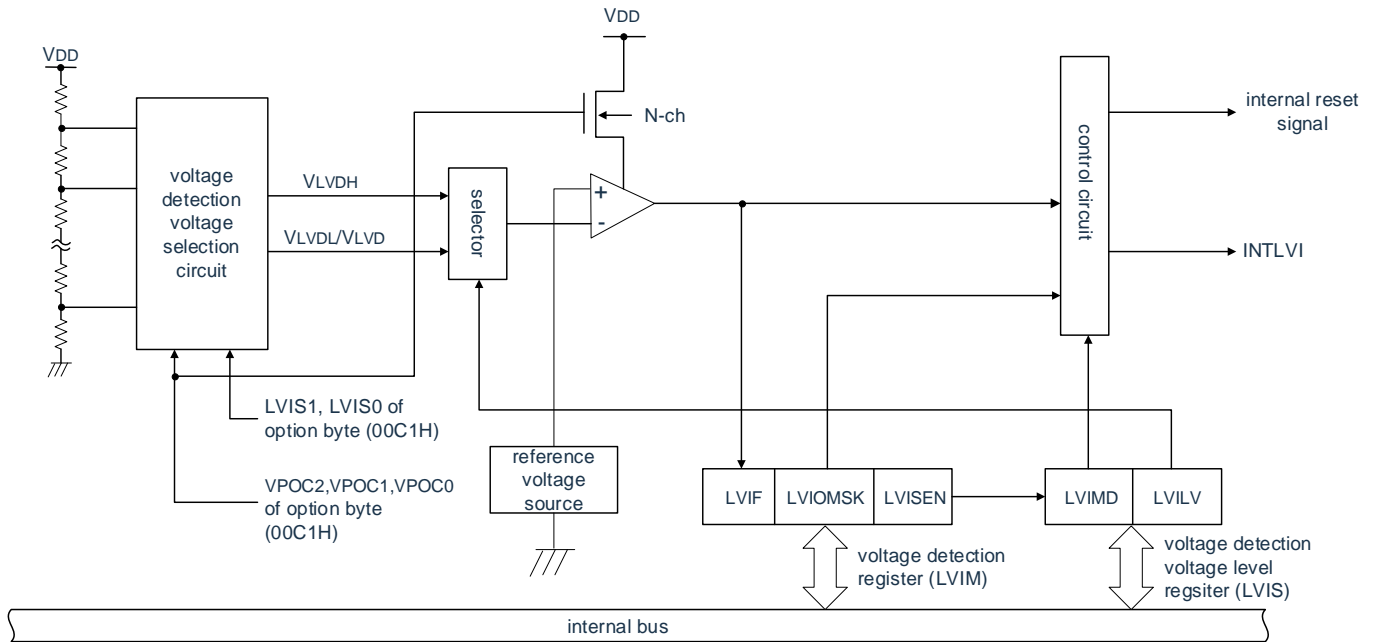 VDD
VDD
N-ch
voltage
detection
voltage
selection
circuit
VLVDH
VLVDL/VLVD
selector
+
-
control circuit
internal reset
signal
INTLVI
LVIS1, LVIS0 of
option byte (00C1H)
VPOC2,VPOC1,VPOC0
of option byte
(00C1H)
reference
voltage
source
LVIF
LVIOMSK
LVISEN
LVIMD
LVILV
voltage detection
register (LVIM)
voltage detection
voltage level
regsiter (LVIS)
internal bus